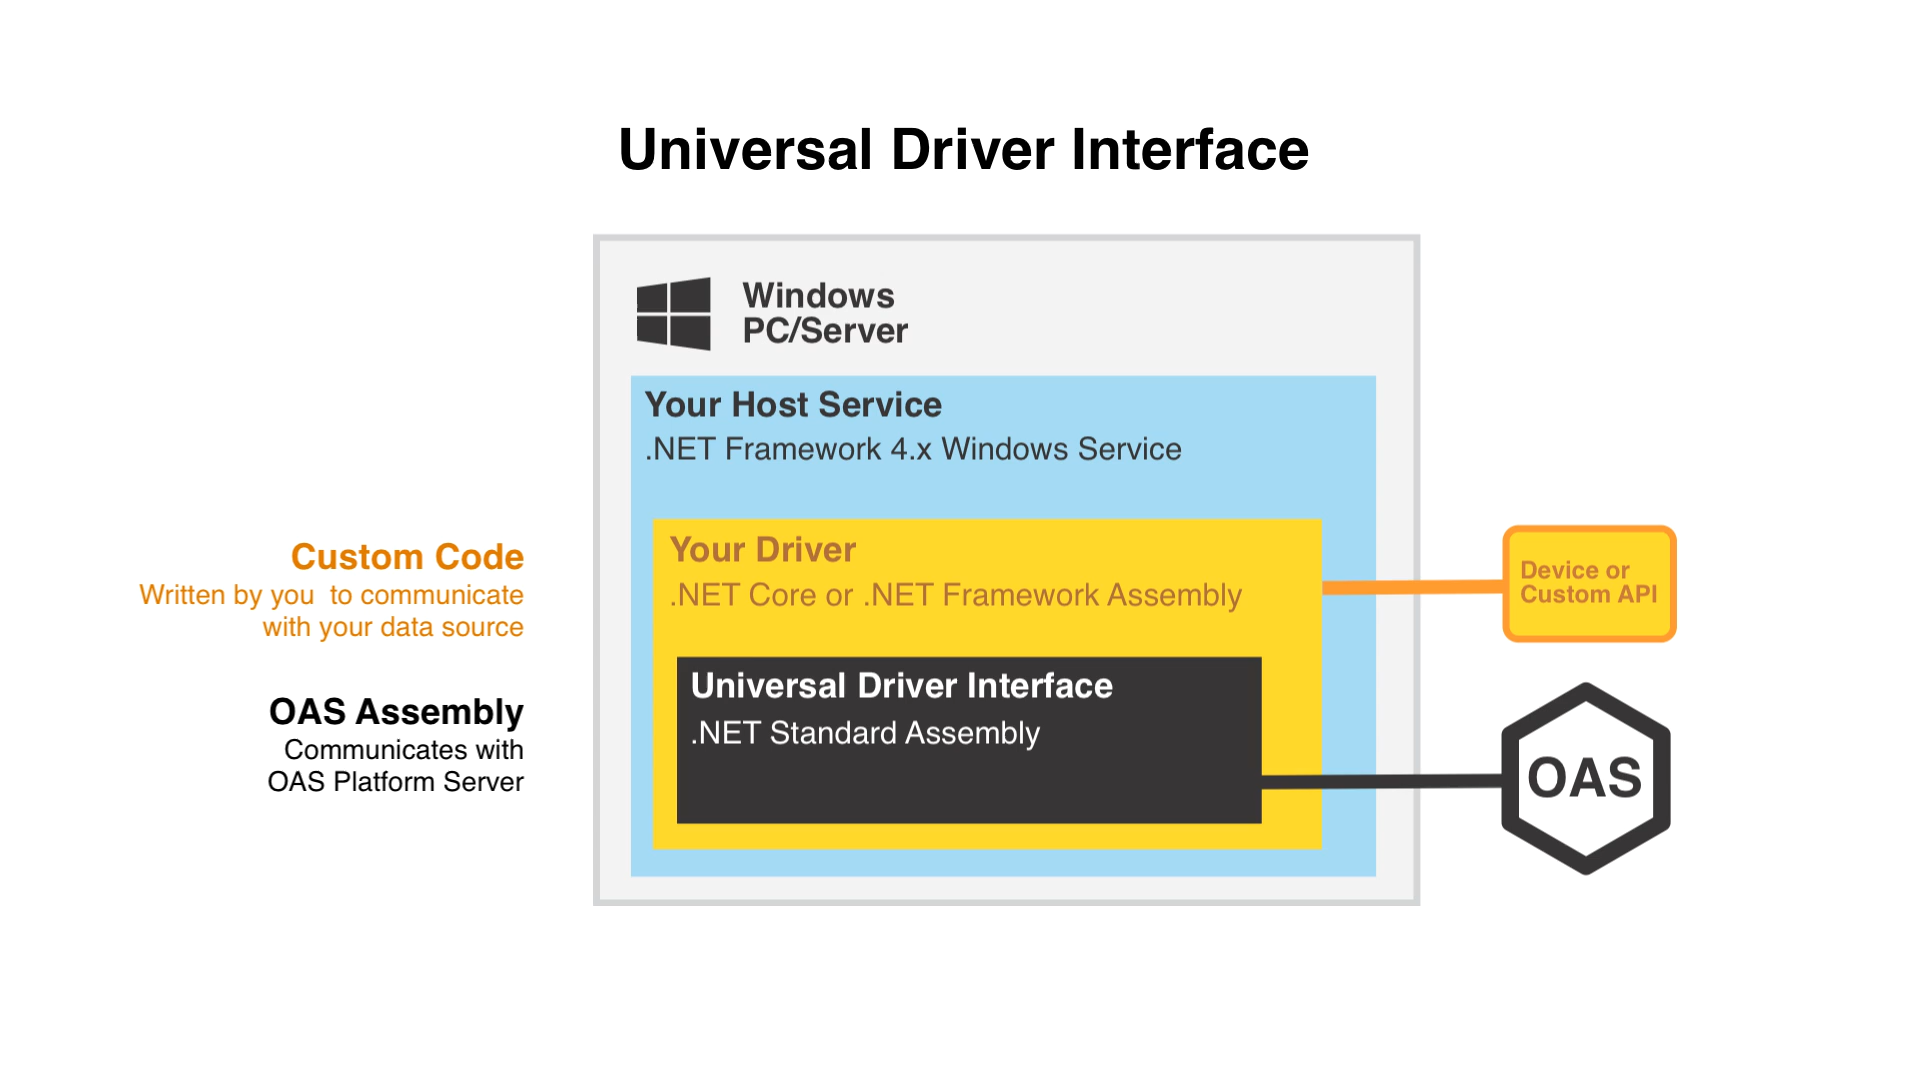 Universal Driver Interface
Windows
PC/Server
Your Host Service
.NET Framework 4.x Windows Service
Custom Code
Written by you  to communicate
with your data source
Your Driver
.NET Core or .NET Framework Assembly
Device or
Custom API
OAS Assembly
Communicates with
OAS Platform Server
Universal Driver Interface
.NET Standard Assembly
OAS